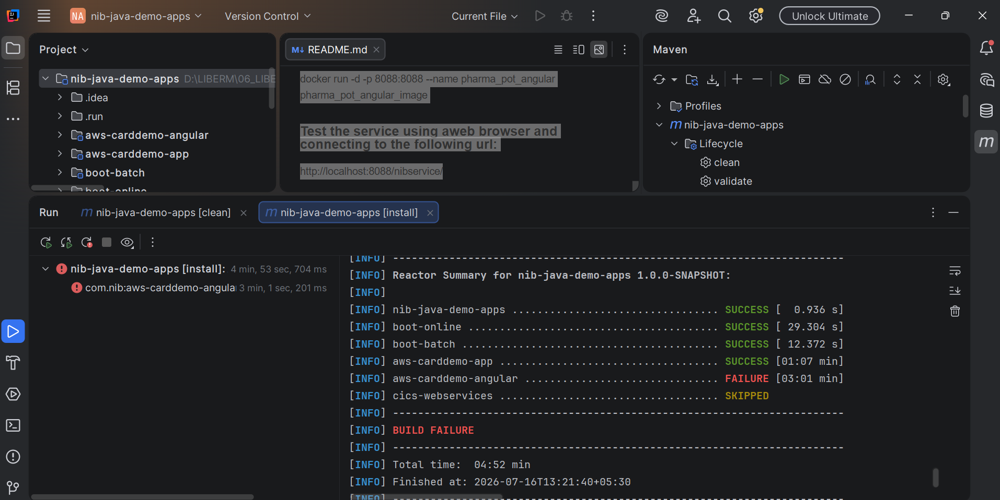 NA nib-java-demo-apps Version Control Current File Unlock Ultimate
Project
nib-java-demo-apps D:\LIBERM\06_LIBE
.idea
.run
aws-carddemo-angular
aws-carddemo-app
boot-batch
boot-online
M↓ README.md
docker run -d -p 8088:8088 --name pharma_pot_angular
pharma_pot_angular_image
Test the service using aweb browser and
connecting to the following url:
http://localhost:8088/nibservice/
Maven
Profiles
m nib-java-demo-apps
Lifecycle
clean
validate
m
Run m nib-java-demo-apps [clean] m nib-java-demo-apps [install]
nib-java-demo-apps [install]: 4 min, 53 sec, 704 ms
com.nib:aws-carddemo-angular 3 min, 1 sec, 201 ms
[INFO] ------------------------------------------------------------------------
[INFO] Reactor Summary for nib-java-demo-apps 1.0.0-SNAPSHOT:
[INFO]
[INFO] nib-java-demo-apps ................................. SUCCESS [  0.936 s]
[INFO] boot-online ........................................ SUCCESS [ 29.304 s]
[INFO] boot-batch ......................................... SUCCESS [ 12.372 s]
[INFO] aws-carddemo-app ................................... SUCCESS [01:07 min]
[INFO] aws-carddemo-angular ............................... FAILURE [03:01 min]
[INFO] cics-webservices ................................... SKIPPED
[INFO] ------------------------------------------------------------------------
[INFO] BUILD FAILURE
[INFO] ------------------------------------------------------------------------
[INFO] Total time:  04:52 min
[INFO] Finished at: 2026-07-16T13:21:40+05:30
[INFO] ------------------------------------------------------------------------